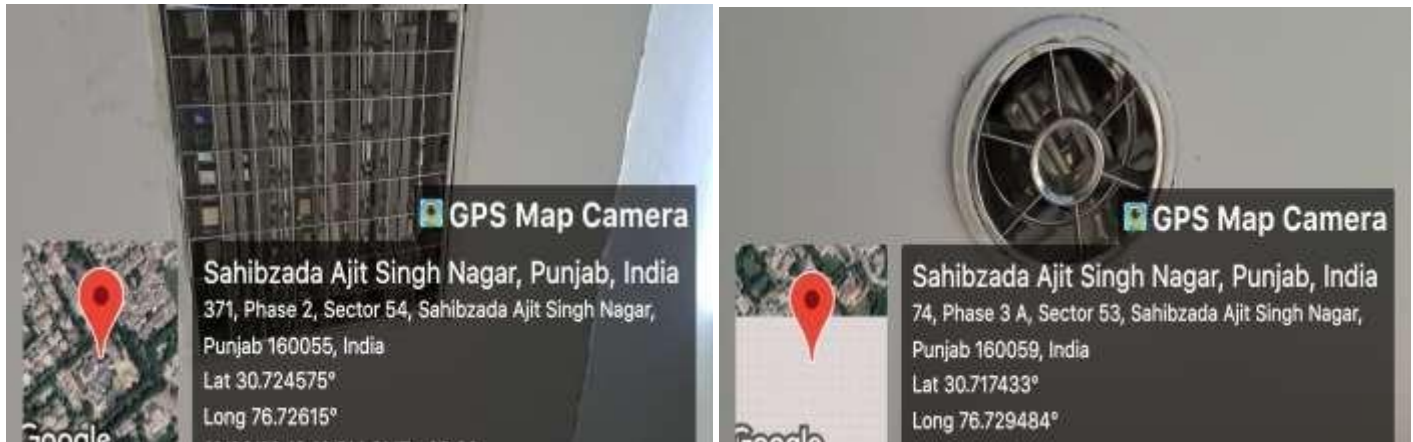 GPS Map Camera
Sahibzada Ajit Singh Nagar, Punjab, India
371, Phase 2, Sector 54, Sahibzada Ajit Singh Nagar,
Punjab 160055, India
Lat 30.724575°
Long 76.72615°
Google
GPS Map Camera
Sahibzada Ajit Singh Nagar, Punjab, India
74, Phase 3 A, Sector 53, Sahibzada Ajit Singh Nagar,
Punjab 160059, India
Lat 30.717433°
Long 76.729484°
Google